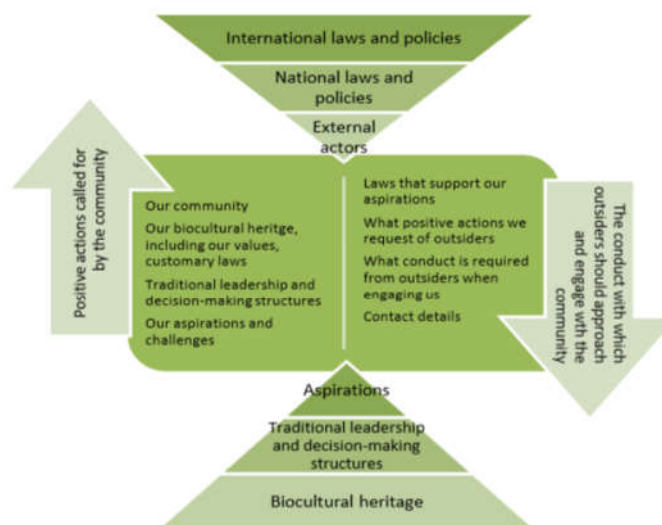 International laws and policies
National laws and
policies
External
actors
Positive actions called for
by the community
Our community
Our biocultural heritge,
including our values,
customary laws
Traditional leadership and
decision-making structures
Our aspirations and
challenges
Laws that support our
aspirations
What positive actions we
request of outsiders
What conduct is required
from outsiders when
engaging us
Contact details
The conduct with which
outsiders should approach
and engage wth the
community
Aspirations
Traditional leadership
and decision-making
structures
Biocultural heritage